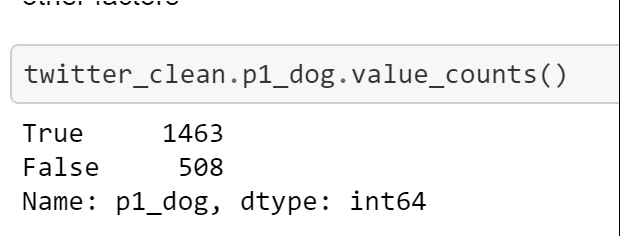 twitter_clean.p1_dog.value_counts()
True 1463
False 508
Name: p1_dog, dtype: int64